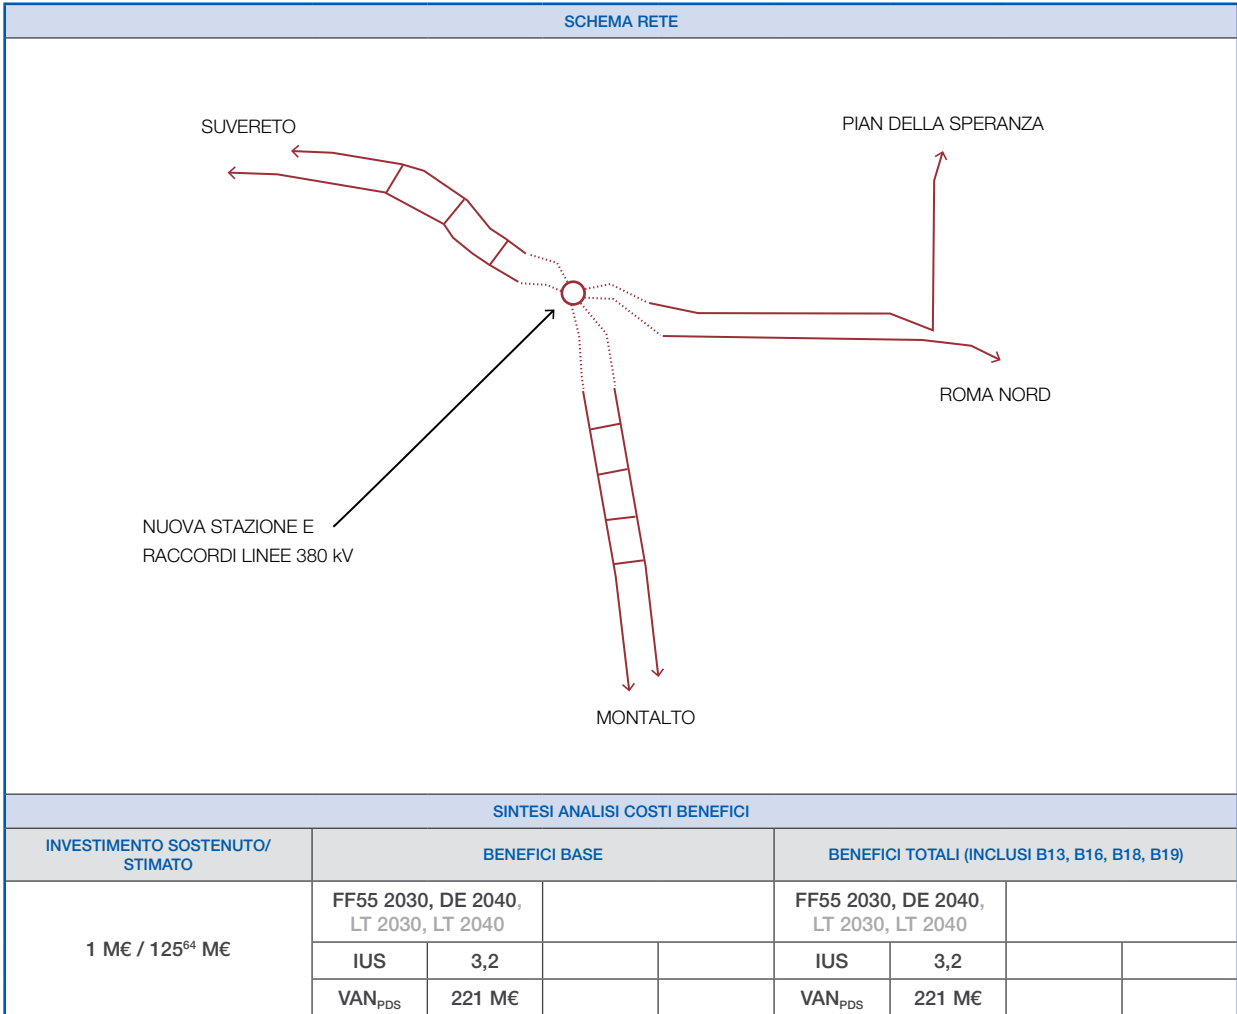 SCHEMA RETE
SUVERETO
PIAN DELLA SPERANZA
ROMA NORD
NUOVA STAZIONE E
RACCORDI LINEE 380 kV
MONTALTO
SINTESI ANALISI COSTI BENEFICI
INVESTIMENTO SOSTENUTO/
STIMATO
BENEFICI BASE
BENEFICI TOTALI (INCLUSI B13, B16, B18, B19)
1 M€ / 125⁶⁴ M€
FF55 2030, DE 2040,
LT 2030, LT 2040
FF55 2030, DE 2040,
LT 2030, LT 2040
IUS 3,2 IUS 3,2
VAN_PDS 221 M€ VAN_PDS 221 M€